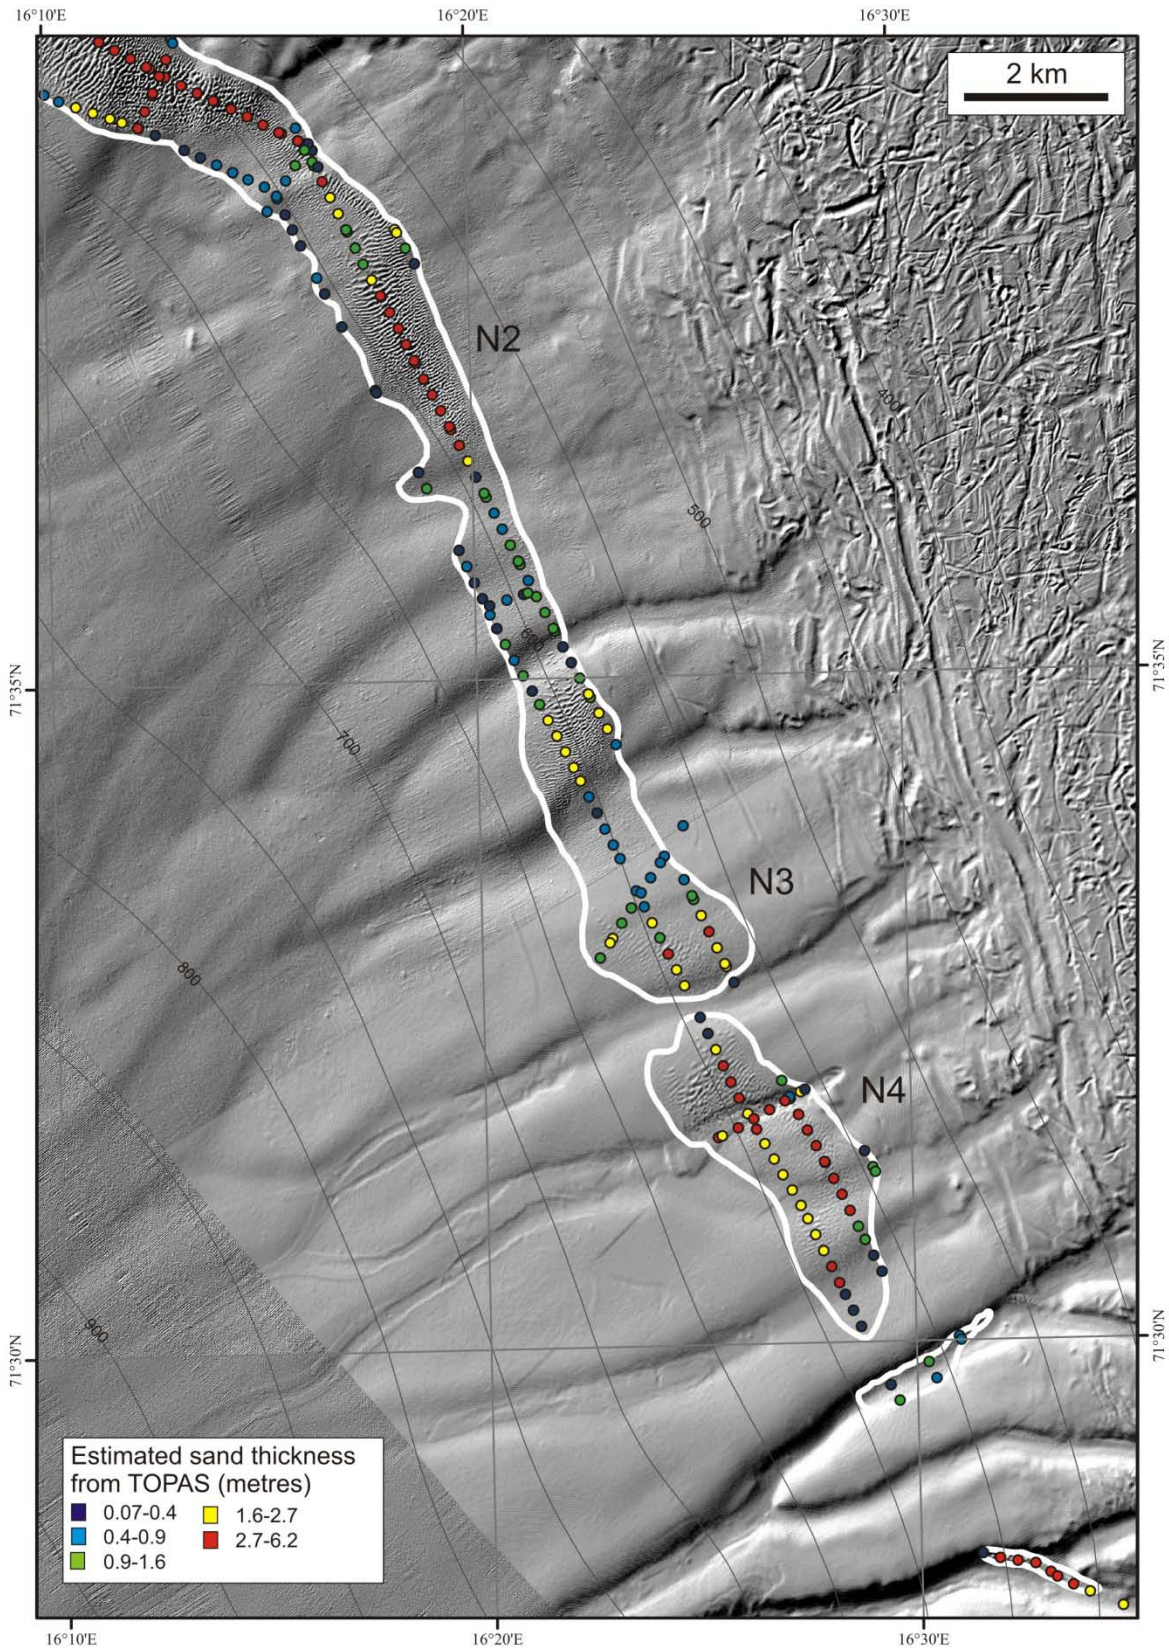 16°10'E
16°20'E
16°30'E
2 km
N2
400
500
600
71°35'N
71°35'N
700
N3
800
N4
900
71°30'N
71°30'N
Estimated sand thickness
from TOPAS (metres)
0.07-0.4
1.6-2.7
0.4-0.9
2.7-6.2
0.9-1.6
16°10'E
16°20'E
16°30'E